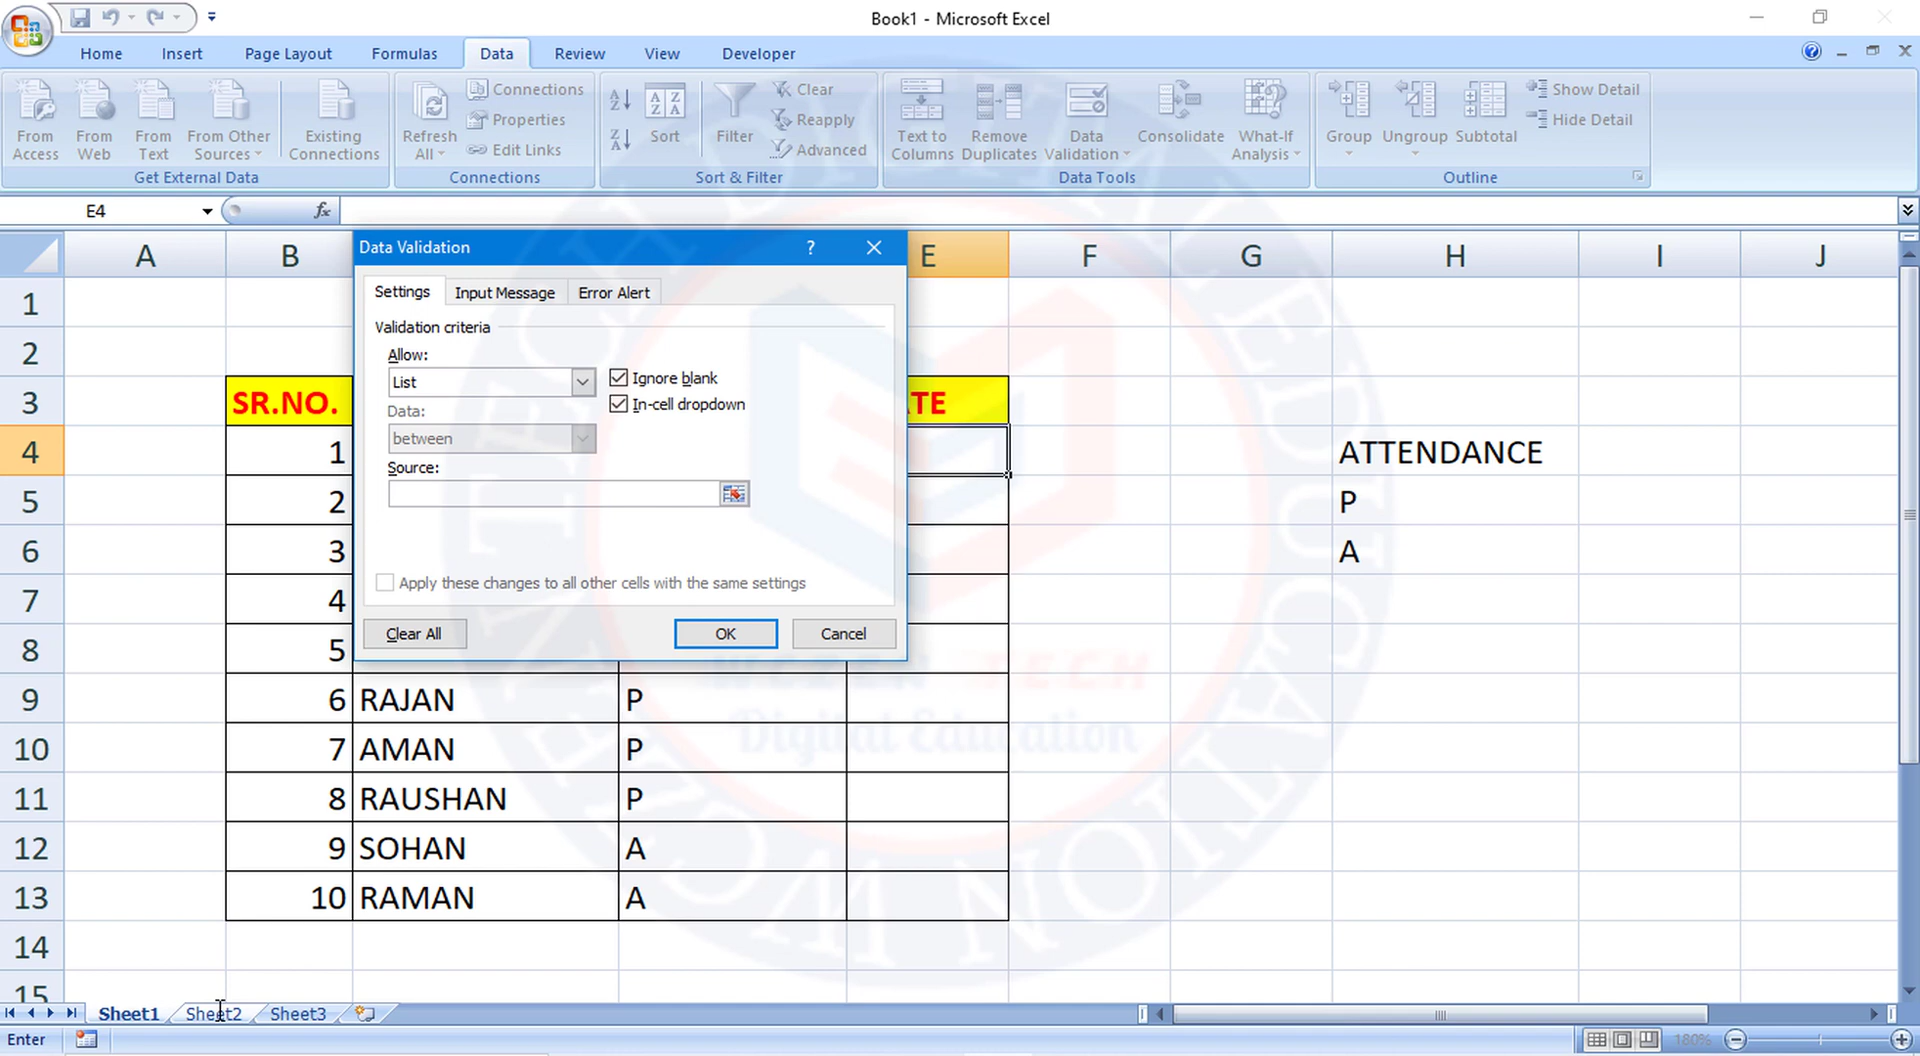 Book1 - Microsoft Excel
Home Insert Page Layout Formulas Data Review View Developer
From Access
From Web
From Text
From Other Sources
Existing Connections
Get External Data
Refresh All
Connections
Properties
Edit Links
Connections
Sort
Filter
Clear
Reapply
Advanced
Sort & Filter
Text to Columns
Remove Duplicates
Data Validation
Consolidate
What-If Analysis
Data Tools
Group
Ungroup
Subtotal
Show Detail
Hide Detail
Outline
E4 fx
A B E F G H I J
Data Validation ?
Settings Input Message Error Alert
Validation criteria
Allow:
List
Ignore blank
In-cell dropdown
Data:
between
Source:
Apply these changes to all other cells with the same settings
Clear All OK Cancel
1
2
3 SR.NO. ATE
4 1 ATTENDANCE
5 2 P
6 3 A
7 4
8 5
9 6 RAJAN P
10 7 AMAN P
11 8 RAUSHAN P
12 9 SOHAN A
13 10 RAMAN A
14
15
Sheet1 Sheet2 Sheet3
Enter 180%
WCZEN TECH
Digital Education